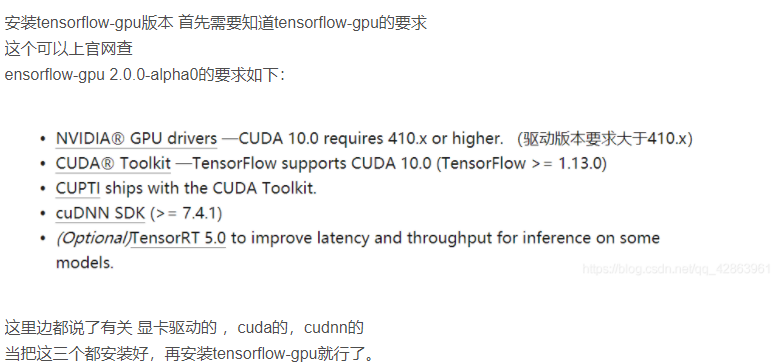 安装tensorflow-gpu版本 首先需要知道tensorflow-gpu的要求
这个可以上官网查
ensorflow-gpu 2.0.0-alpha0的要求如下：
• NVIDIA® GPU drivers —CUDA 10.0 requires 410.x or higher. (驱动版本要求大于410.x)
• CUDA® Toolkit —TensorFlow supports CUDA 10.0 (TensorFlow >= 1.13.0)
• CUPTI ships with the CUDA Toolkit.
• cuDNN SDK (>= 7.4.1)
• (Optional)TensorRT 5.0 to improve latency and throughput for inference on some
models.
https://blog.csdn.net/qq_42863961
这里边都说了有关 显卡驱动的 ，cuda的，cudnn的
当把这三个都安装好，再安装tensorflow-gpu就行了。